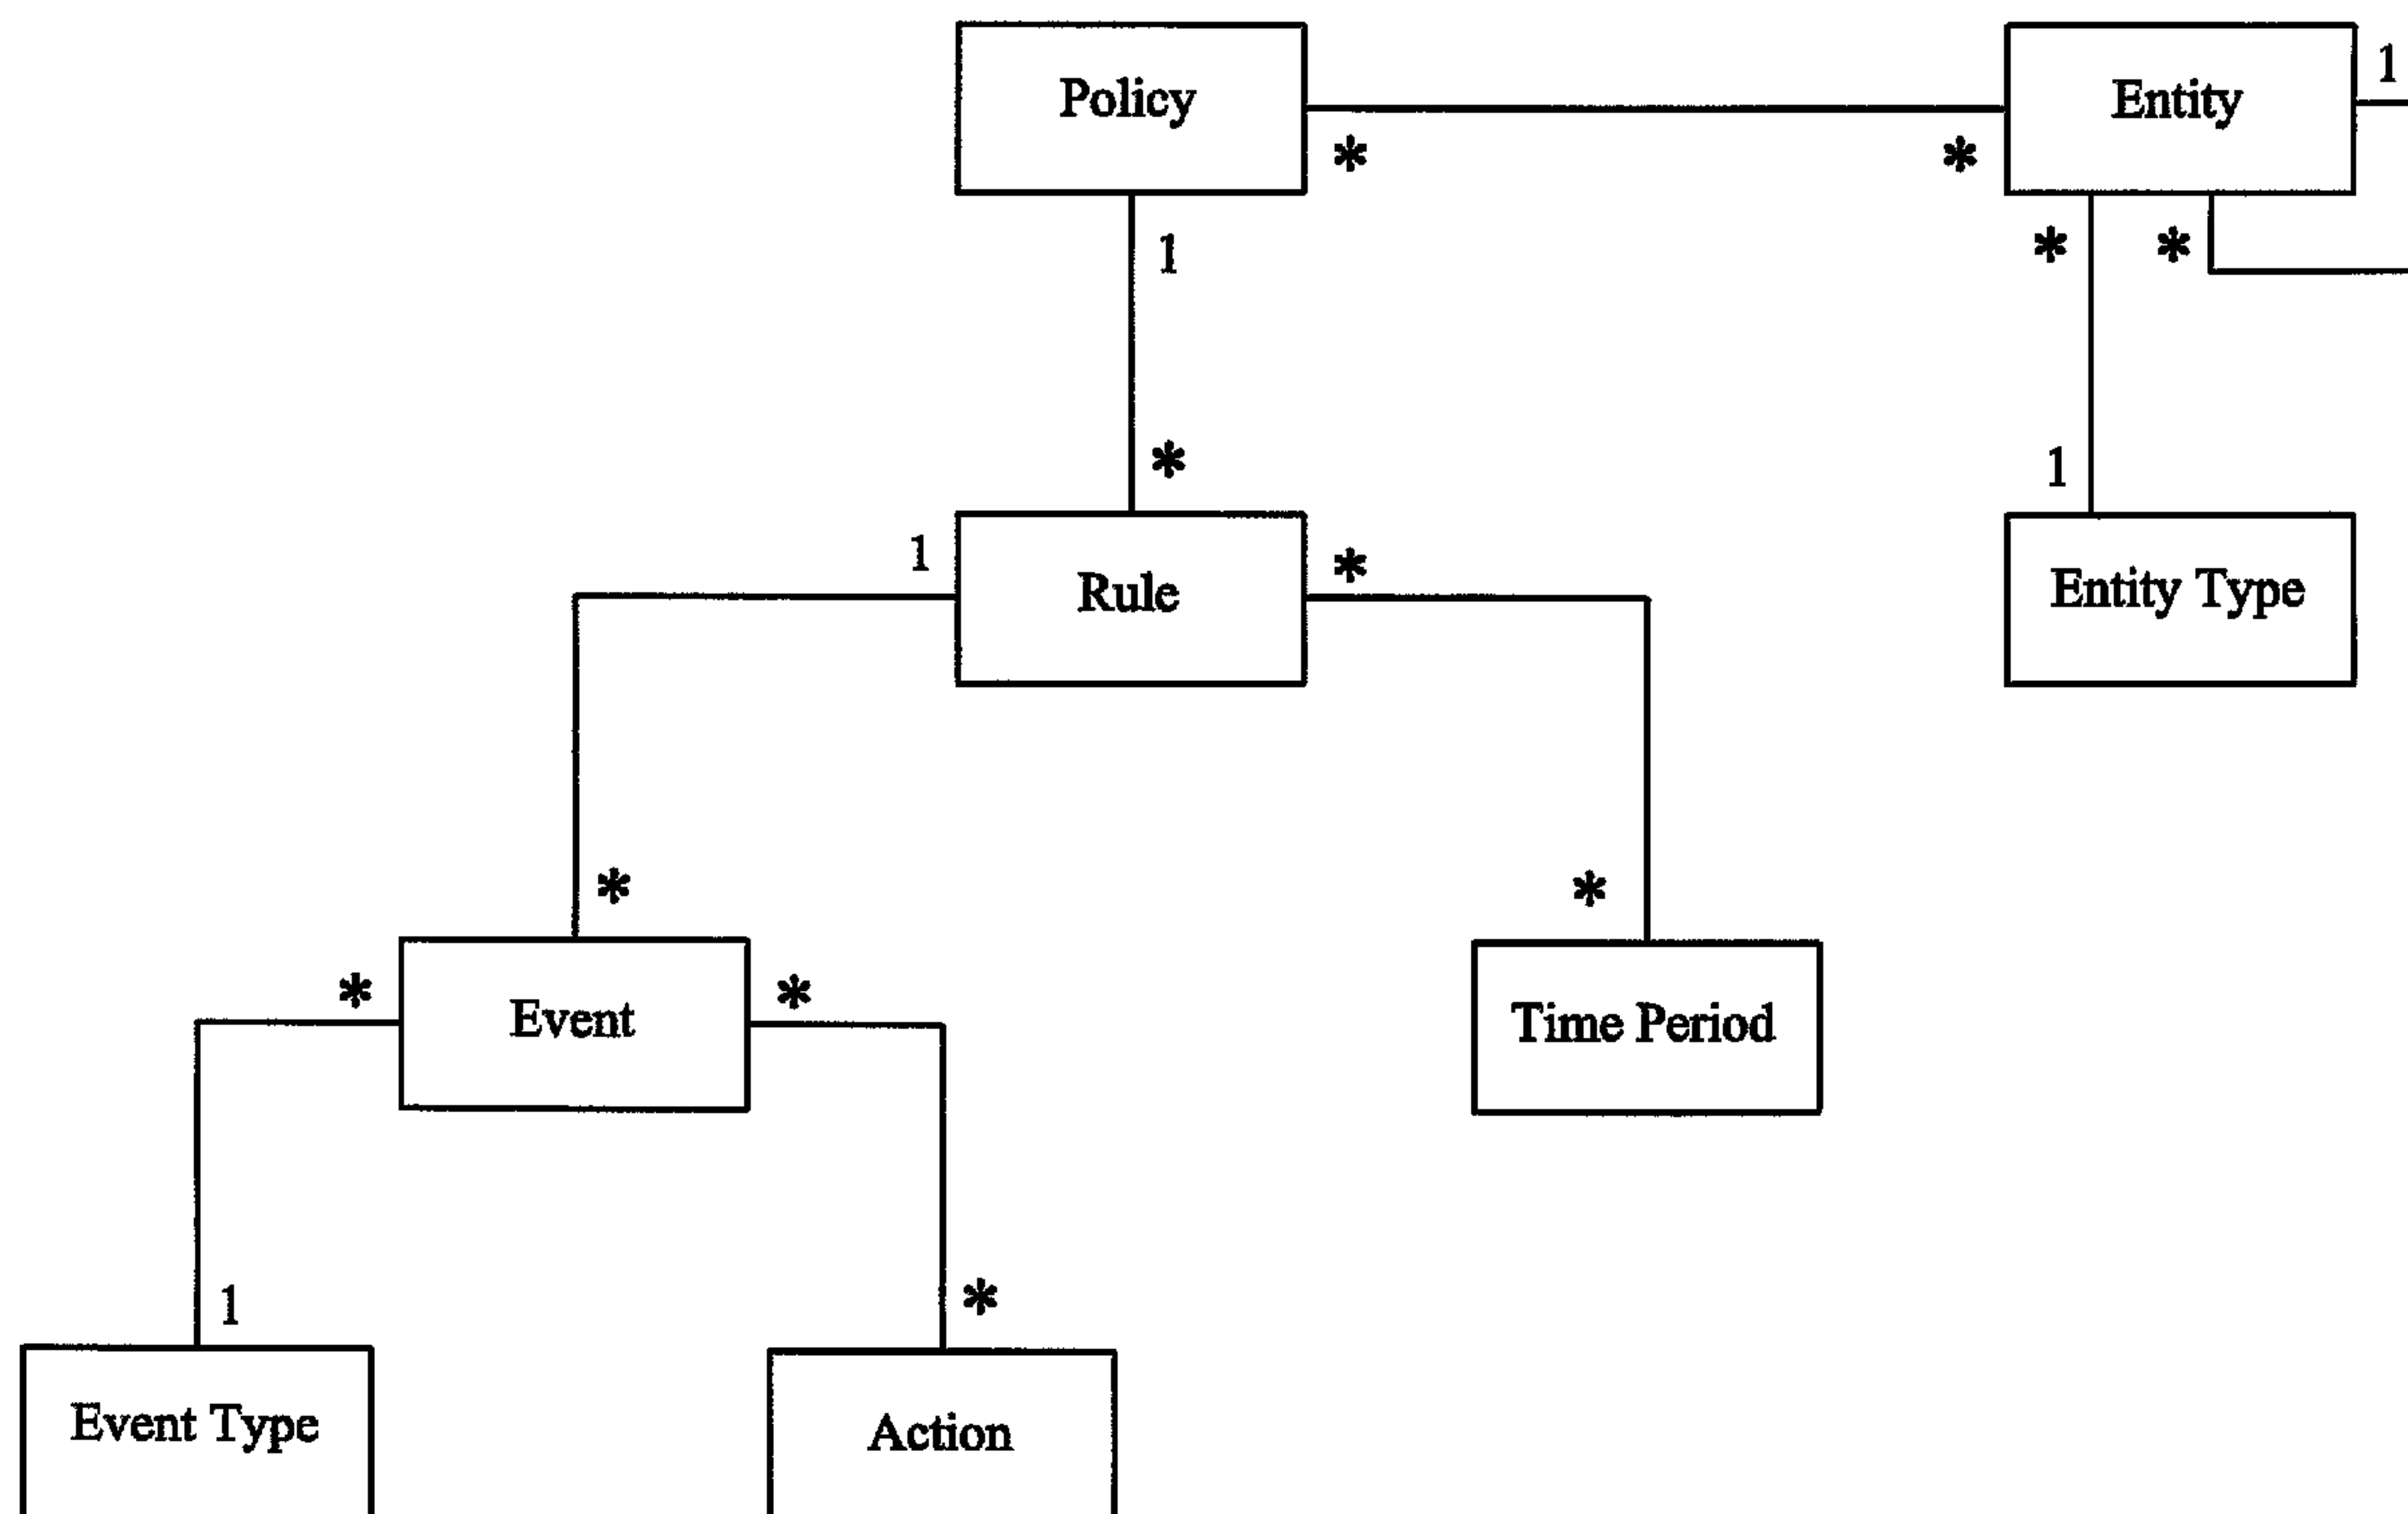 Policy
Entity
1
*
*
1
*
*
*
1
1
Rule
*
Entity Type
*
*
*
Event
*
Time Period
1
*
Event Type
Action